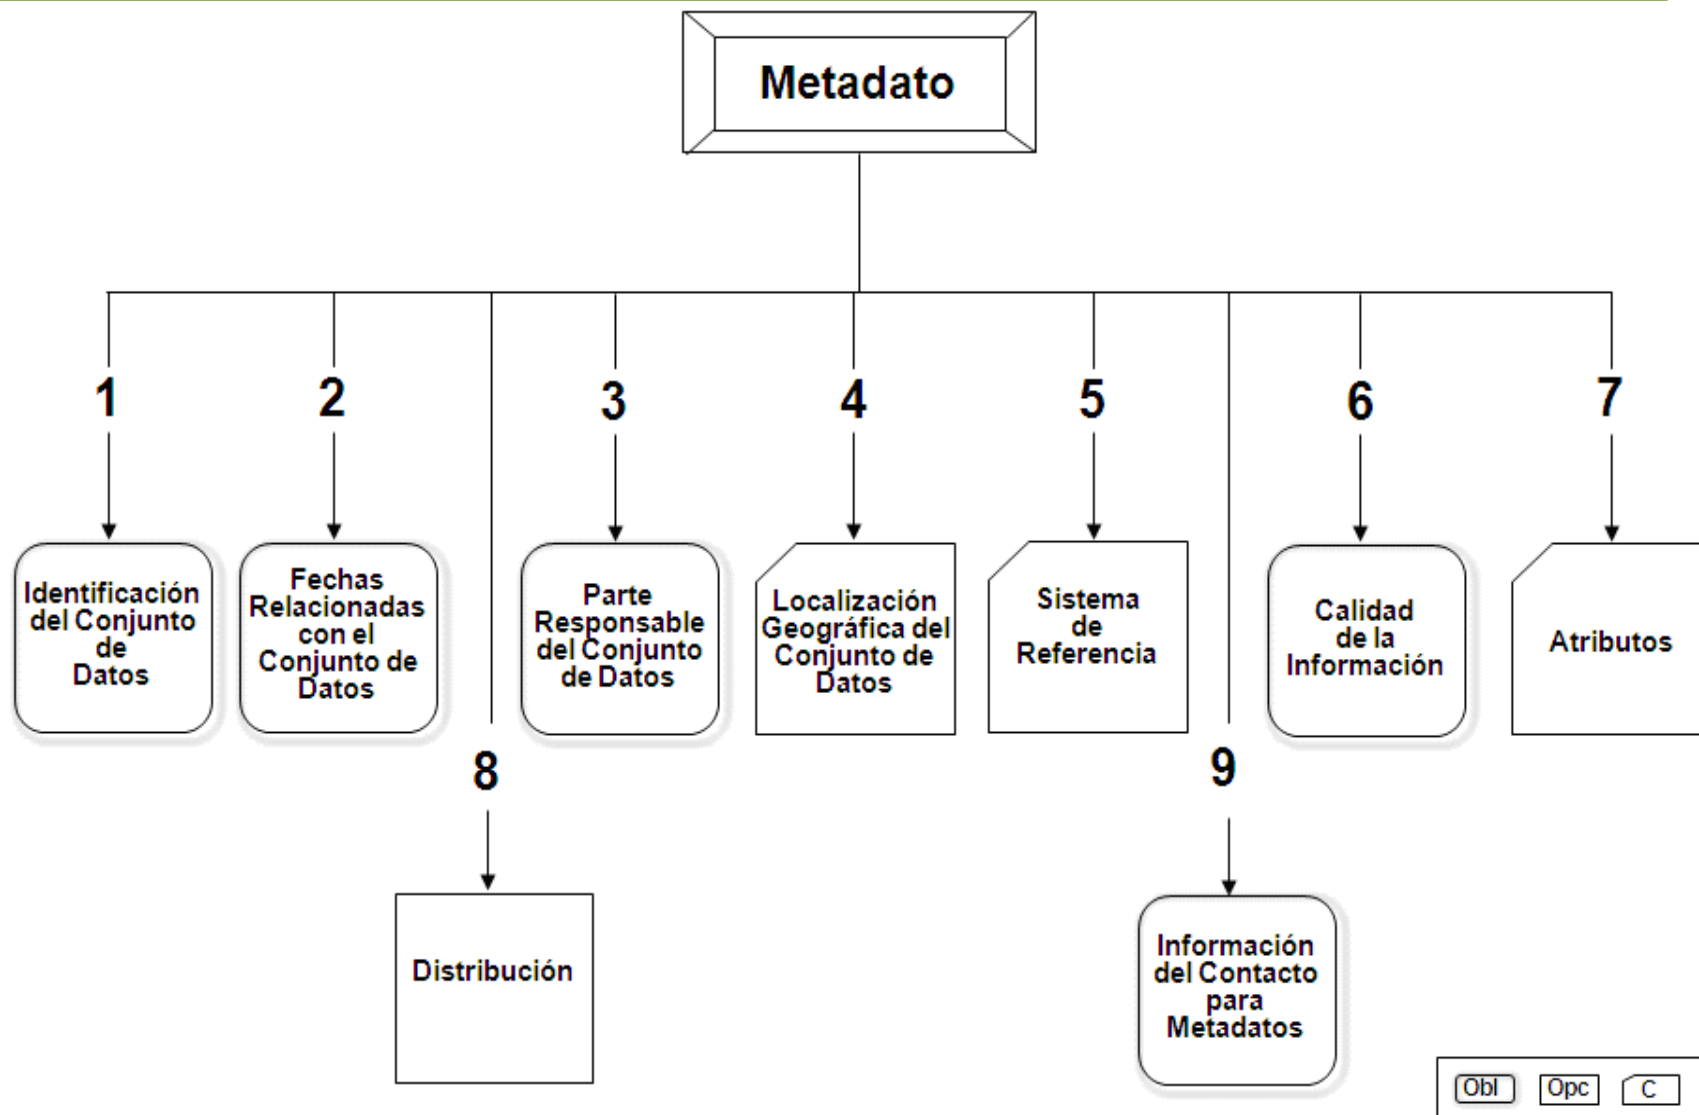 Metadato
1
2
3
4
5
6
7
Identificación
del Conjunto
de
Datos
Fechas
Relacionadas
con el
Conjunto de
Datos
Parte
Responsable
del Conjunto
de Datos
Localización
Geográfica del
Conjunto de
Datos
Sistema
de
Referencia
Calidad
de la
Información
Atributos
8
9
Distribución
Información
del Contacto
para
Metadatos
Obl
Opc
C